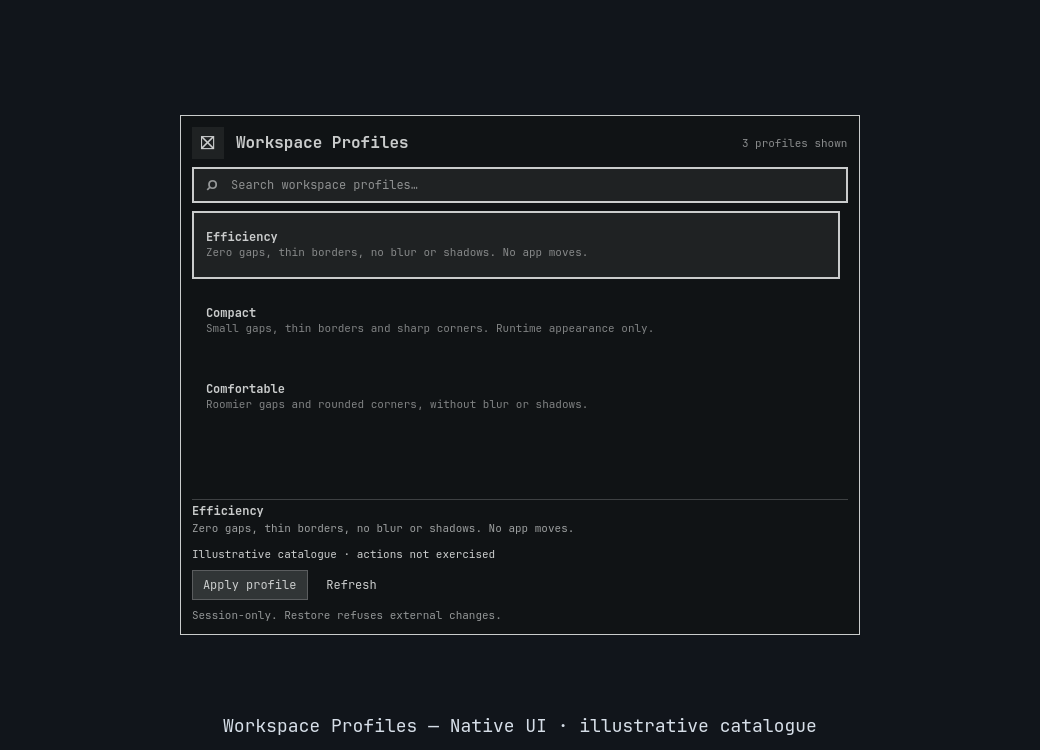 Workspace Profiles
3 profiles shown
Search workspace profiles…
Efficiency
Zero gaps, thin borders, no blur or shadows. No app moves.
Compact
Small gaps, thin borders and sharp corners. Runtime appearance only.
Comfortable
Roomier gaps and rounded corners, without blur or shadows.
Efficiency
Zero gaps, thin borders, no blur or shadows. No app moves.
Illustrative catalogue · actions not exercised
Apply profile
Refresh
Session-only. Restore refuses external changes.
Workspace Profiles — Native UI · illustrative catalogue